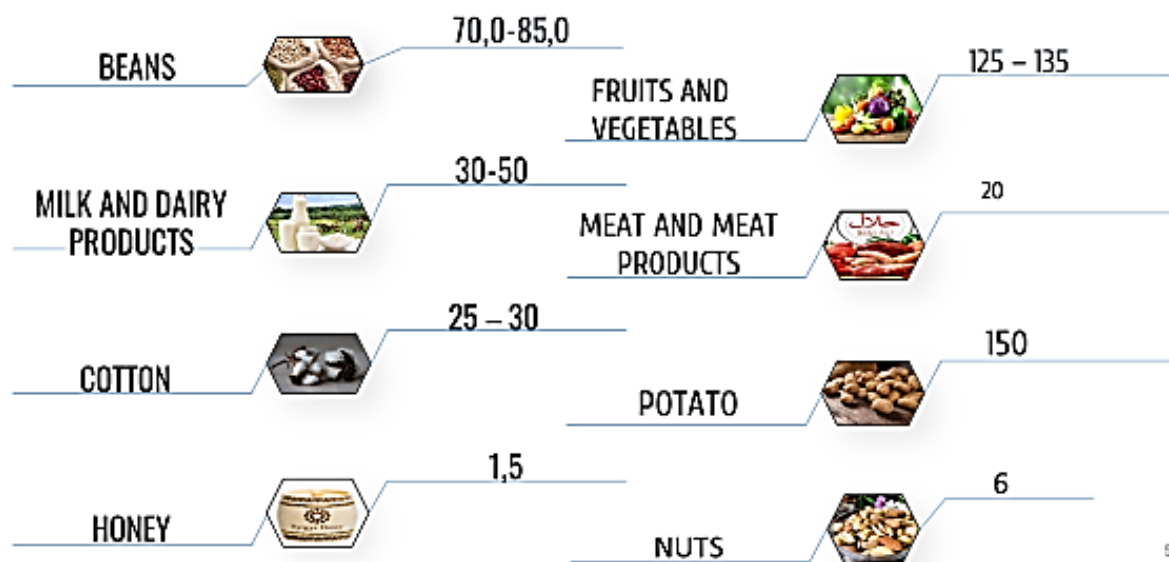 BEANS
70,0-85,0
FRUITS AND
VEGETABLES
125 – 135
MILK AND DAIRY
PRODUCTS
30-50
MEAT AND MEAT
PRODUCTS
20
COTTON
25 – 30
POTATO
150
HONEY
1,5
NUTS
6